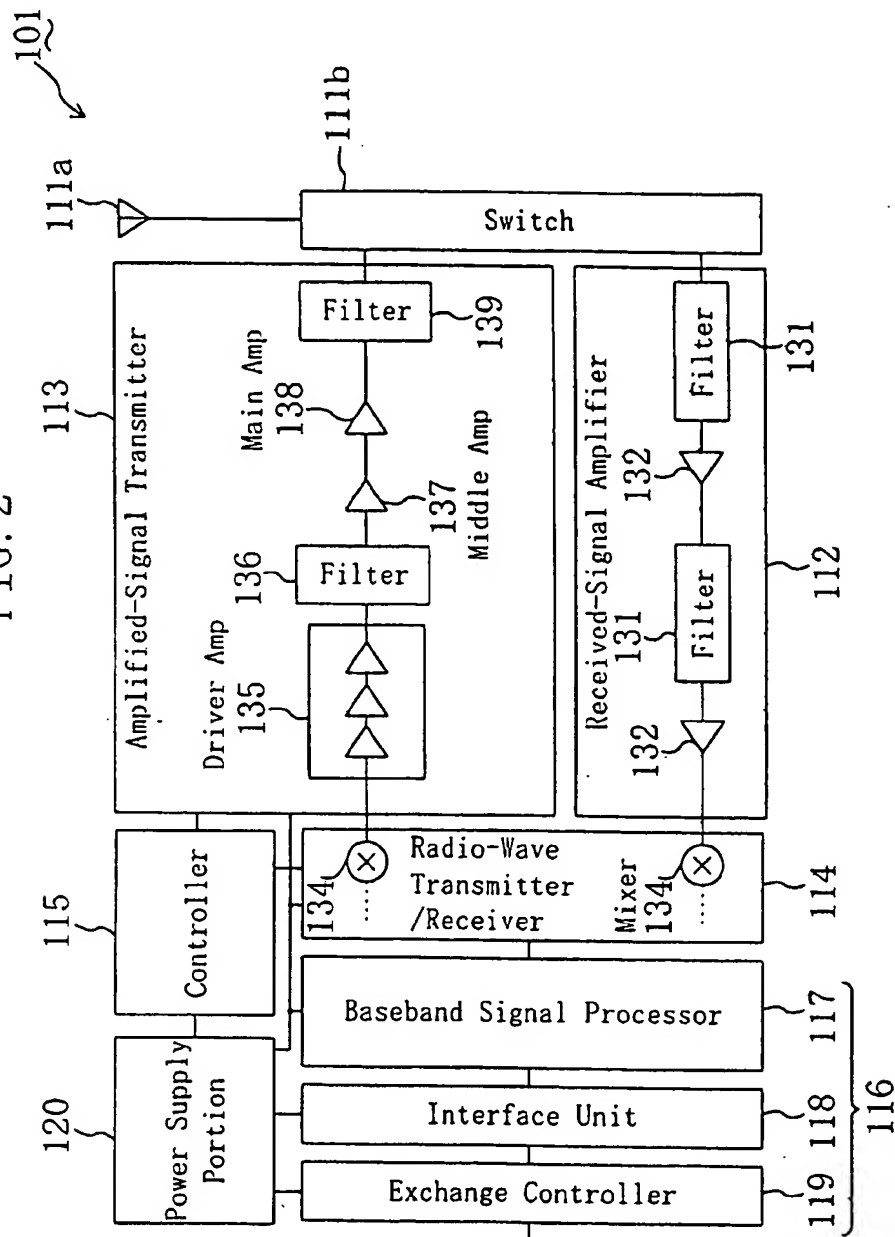 FIG. 2
101
111a
111b
Switch
113
Amplified-Signal Transmitter
Driver Amp
135
136
Filter
137
Middle Amp
Main Amp
138
Filter
139
Received-Signal Amplifier
Filter
131
132
Filter
131
132
112
115
Controller
134
Radio-Wave
Transmitter
/Receiver
Mixer
134
114
120
Power Supply
Portion
Baseband Signal Processor
117
Interface Unit
118
Exchange Controller
119
116